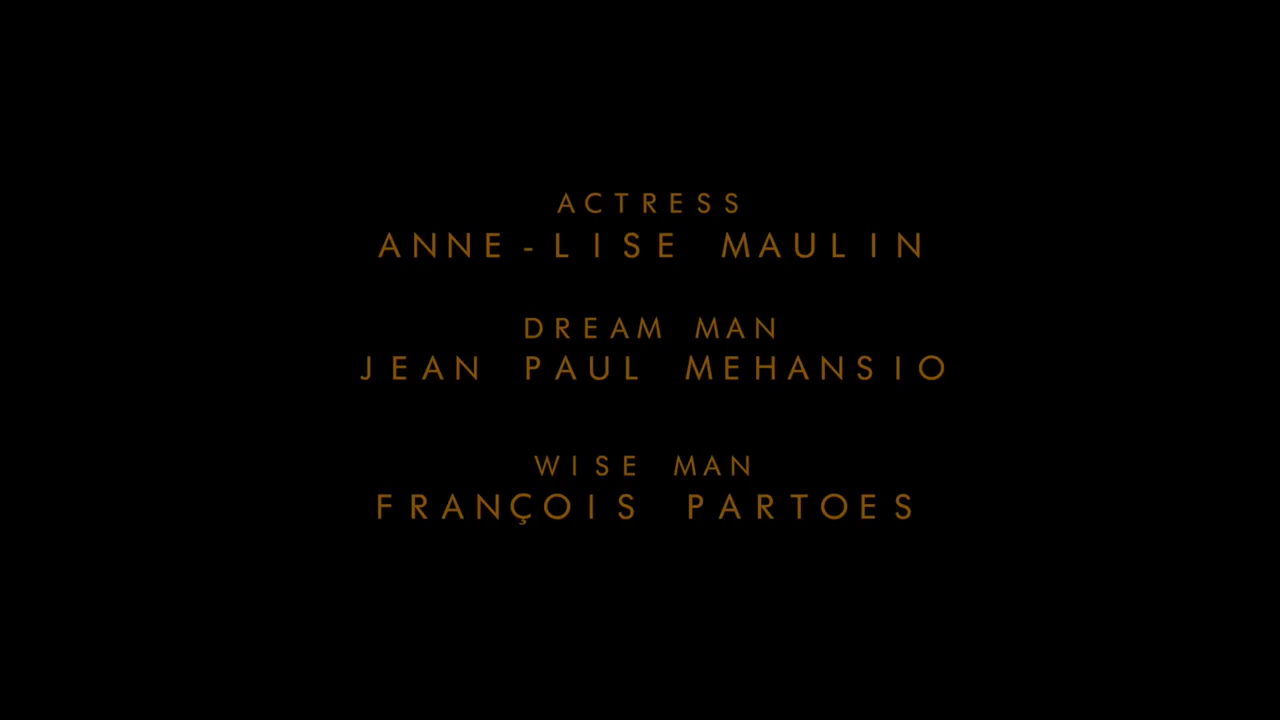 ACTRESS
ANNE-LISE MAULIN
DREAM MAN
JEAN PAUL MEHANSIO
WISE MAN
FRANÇOIS PARTOES